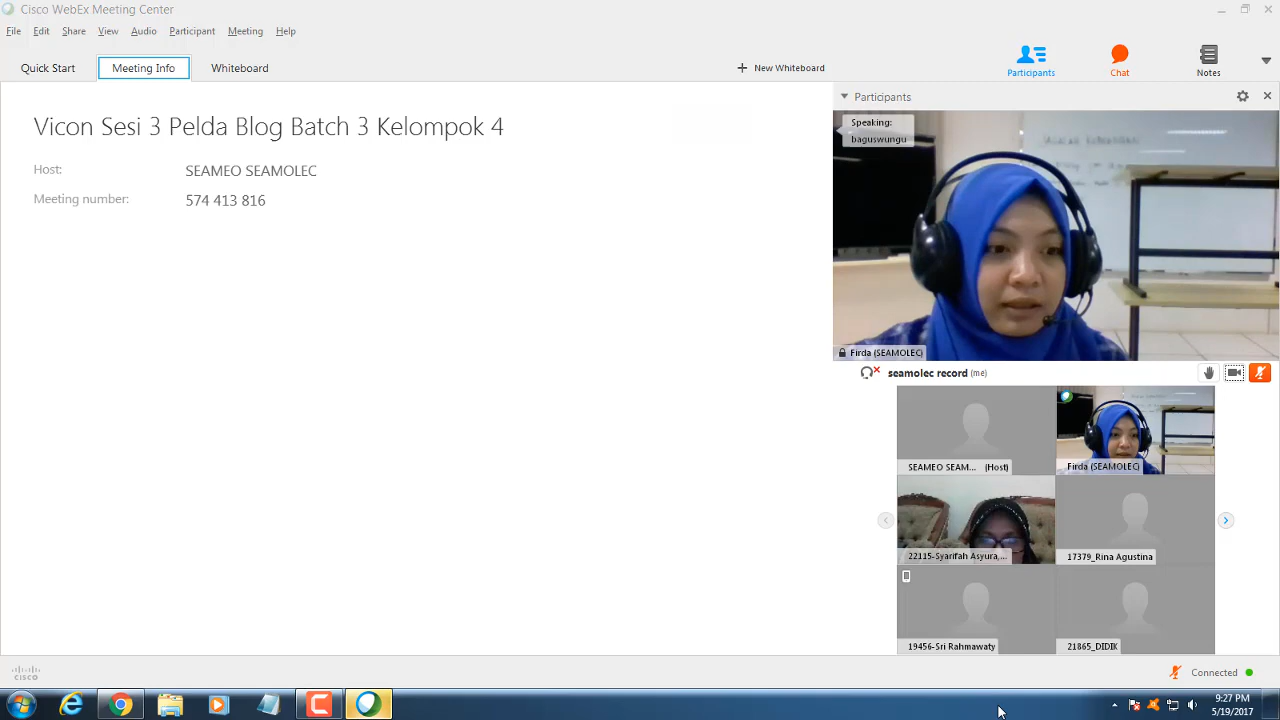 Cisco WebEx Meeting Center
File Edit Share View Audio Participant Meeting Help
Quick Start Meeting Info Whiteboard New Whiteboard
Participants Chat Notes
Participants
Vicon Sesi 3 Pelda Blog Batch 3 Kelompok 4
Host: SEAMEO SEAMOLEC
Meeting number: 574 413 816
Speaking:
baguswungu
Firda (SEAMOLEC)
seamolec record (me)
SEAMEO SEAM... (Host)
Firda (SEAMOLEC)
22115-Syarifah Asyura,...
17379_Rina Agustina
19456-Sri Rahmawaty
21865_DIDIK
cisco
Connected
9:27 PM
5/19/2017